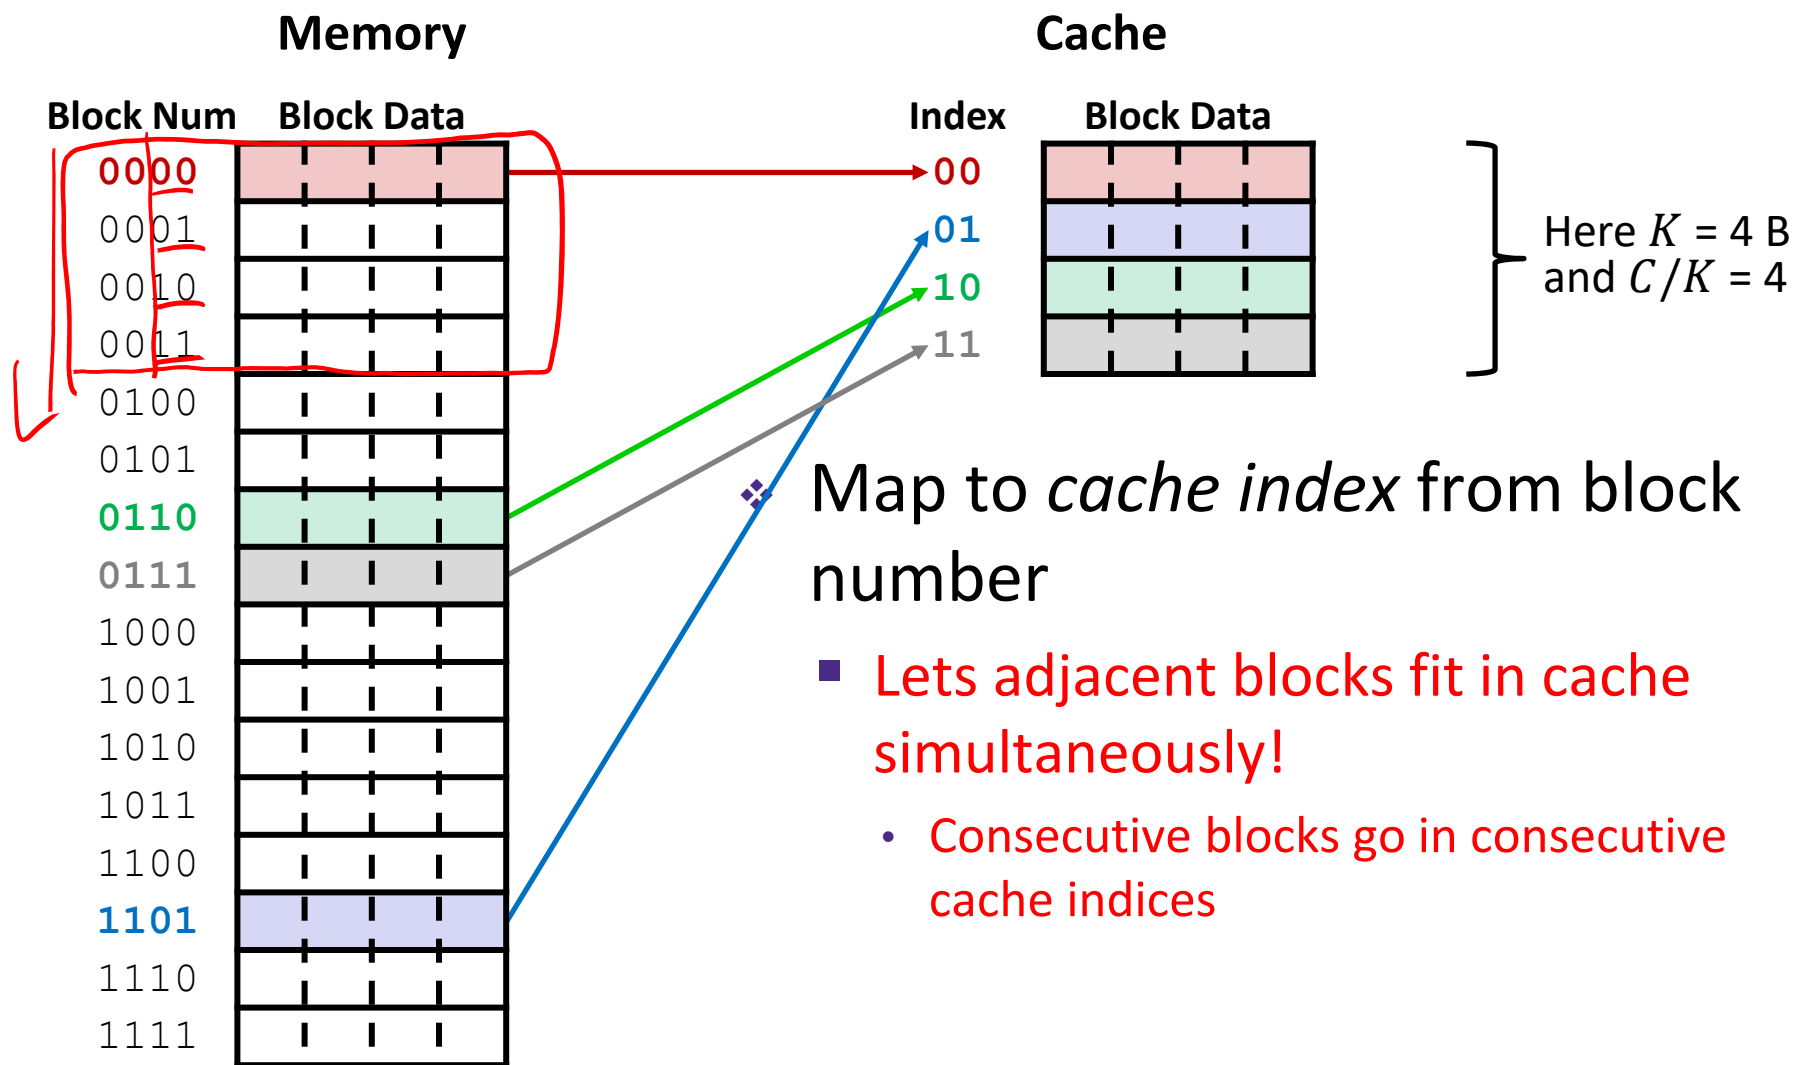 Memory
Cache
Block Num
Block Data
Index
Block Data
0000
0001
0010
0011
0100
0101
0110
0111
1000
1001
1010
1011
1100
1101
1110
1111
00
01
10
11
Here K = 4 B
and C/K = 4
Map to cache index from block
number
Lets adjacent blocks fit in cache
simultaneously!
Consecutive blocks go in consecutive
cache indices